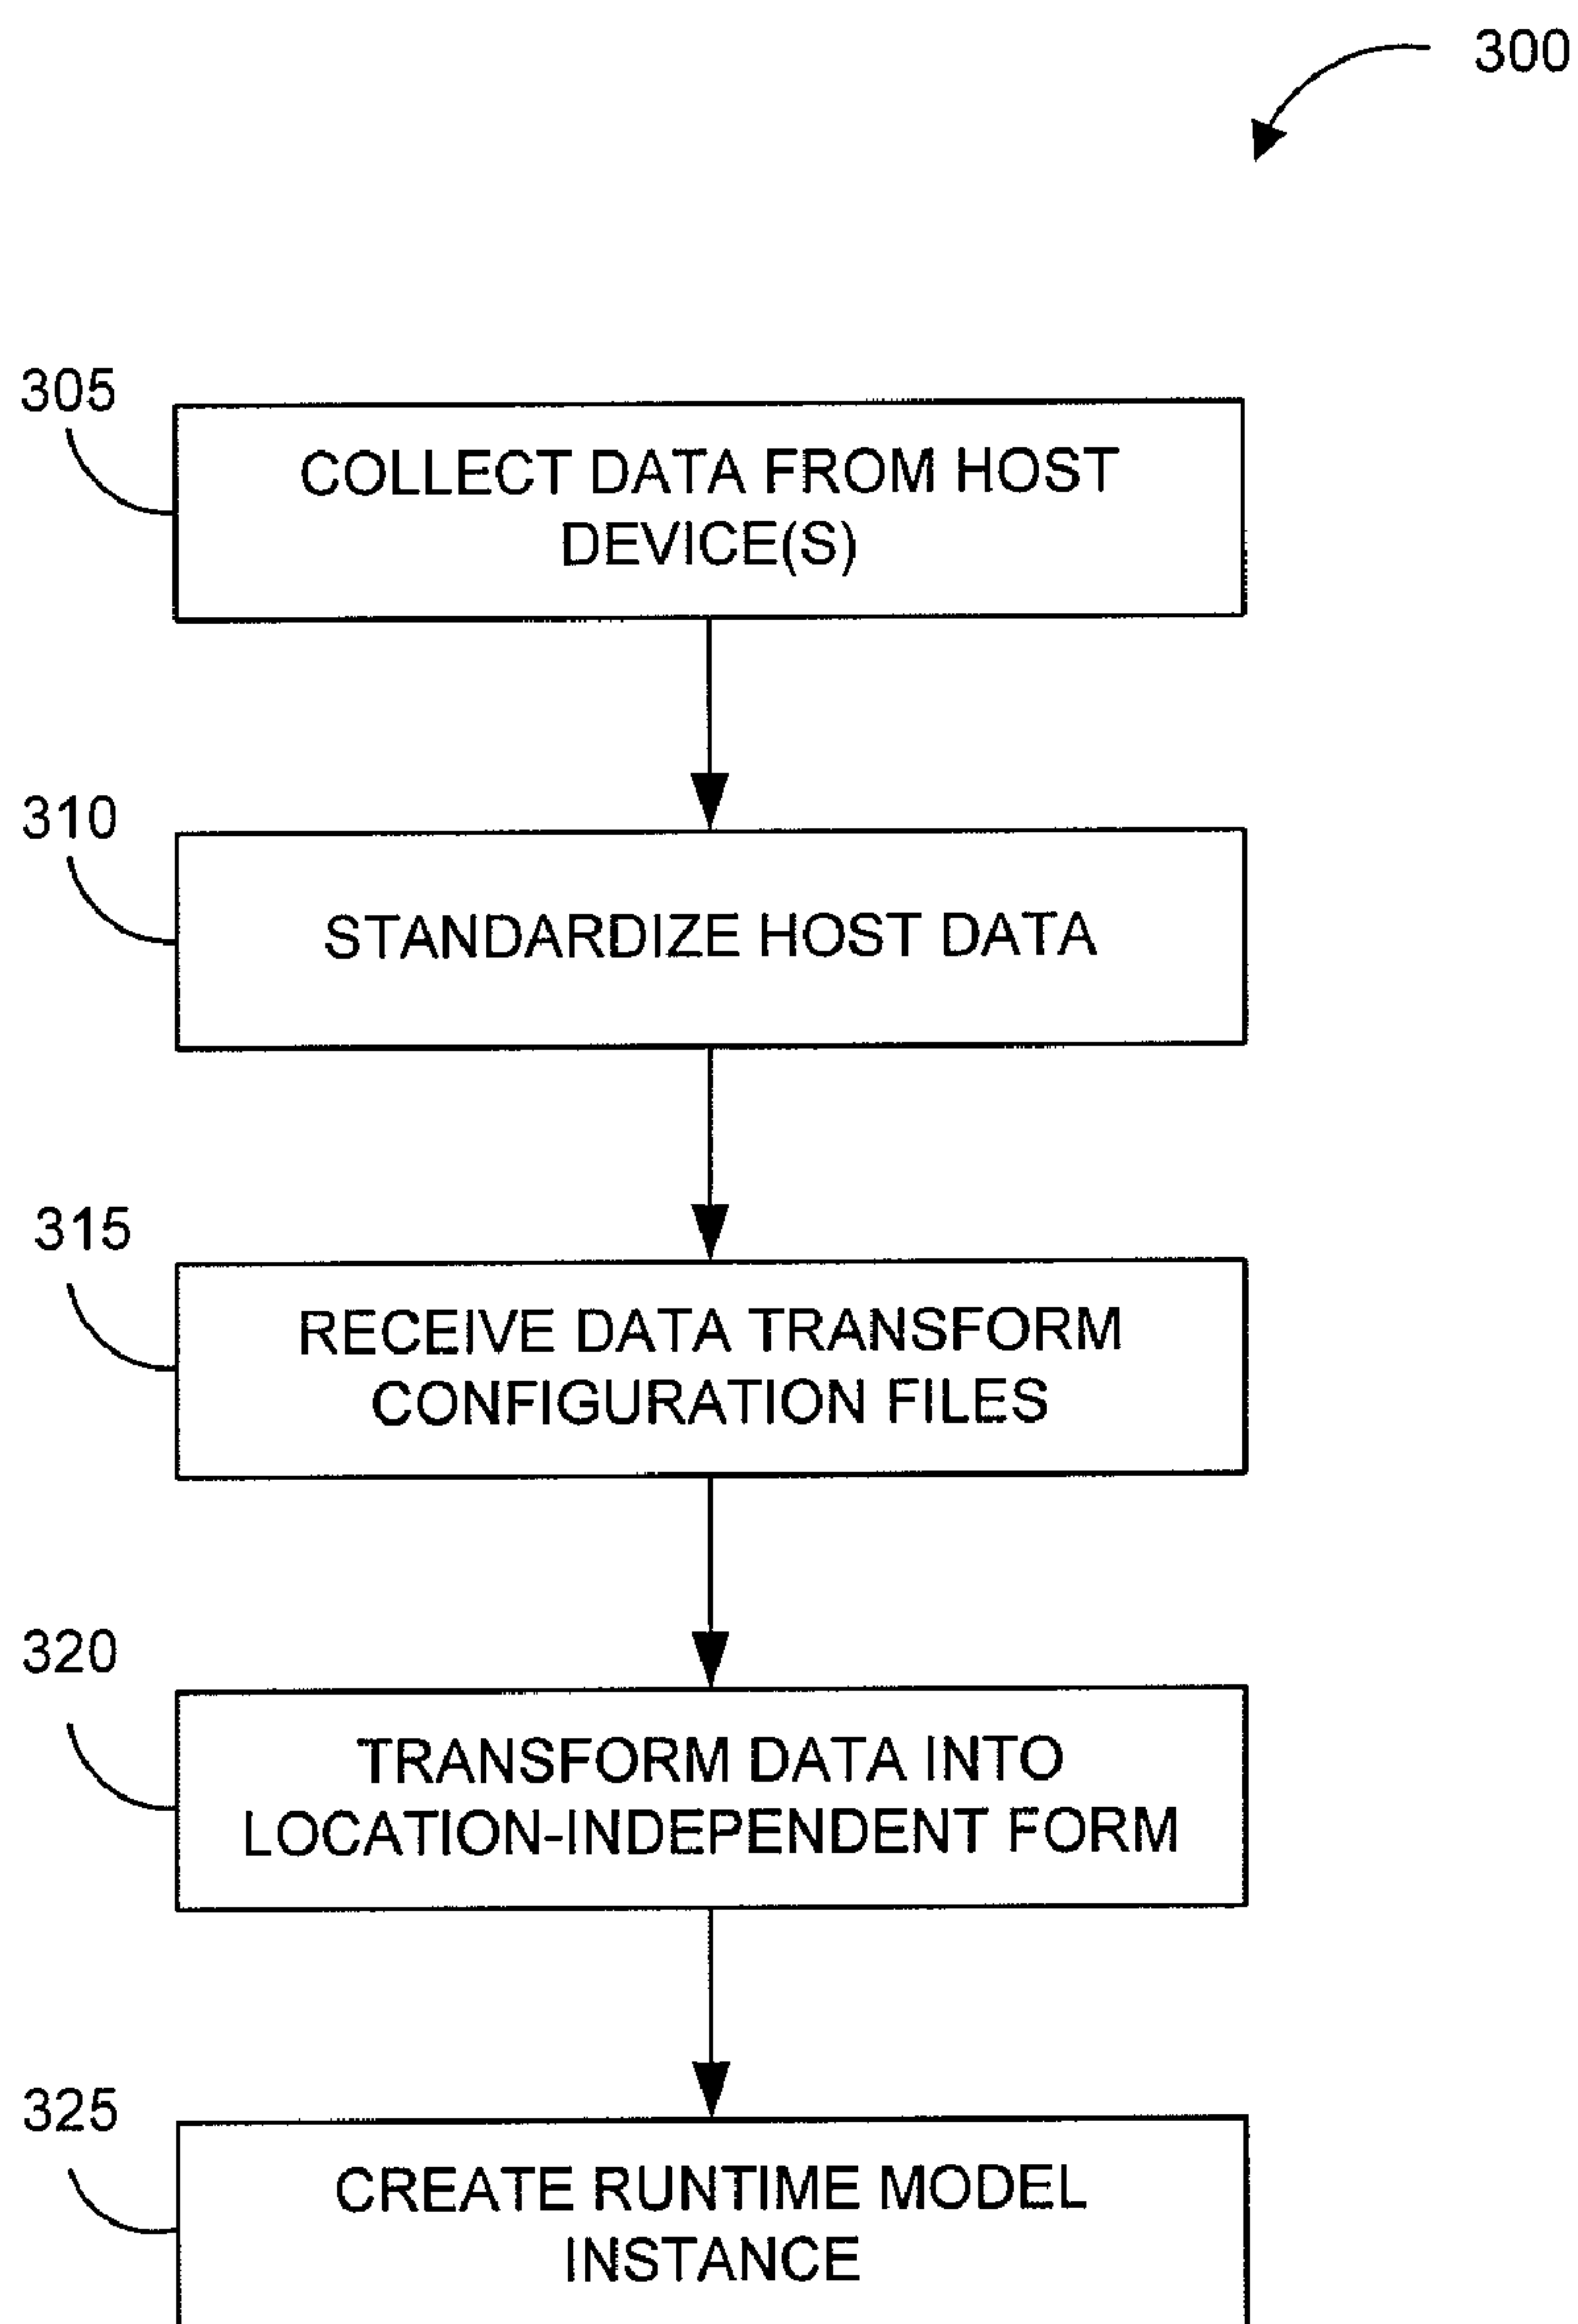 300
305
COLLECT DATA FROM HOST
DEVICE(S)
310
STANDARDIZE HOST DATA
315
RECEIVE DATA TRANSFORM
CONFIGURATION FILES
320
TRANSFORM DATA INTO
LOCATION-INDEPENDENT FORM
325
CREATE RUNTIME MODEL
INSTANCE